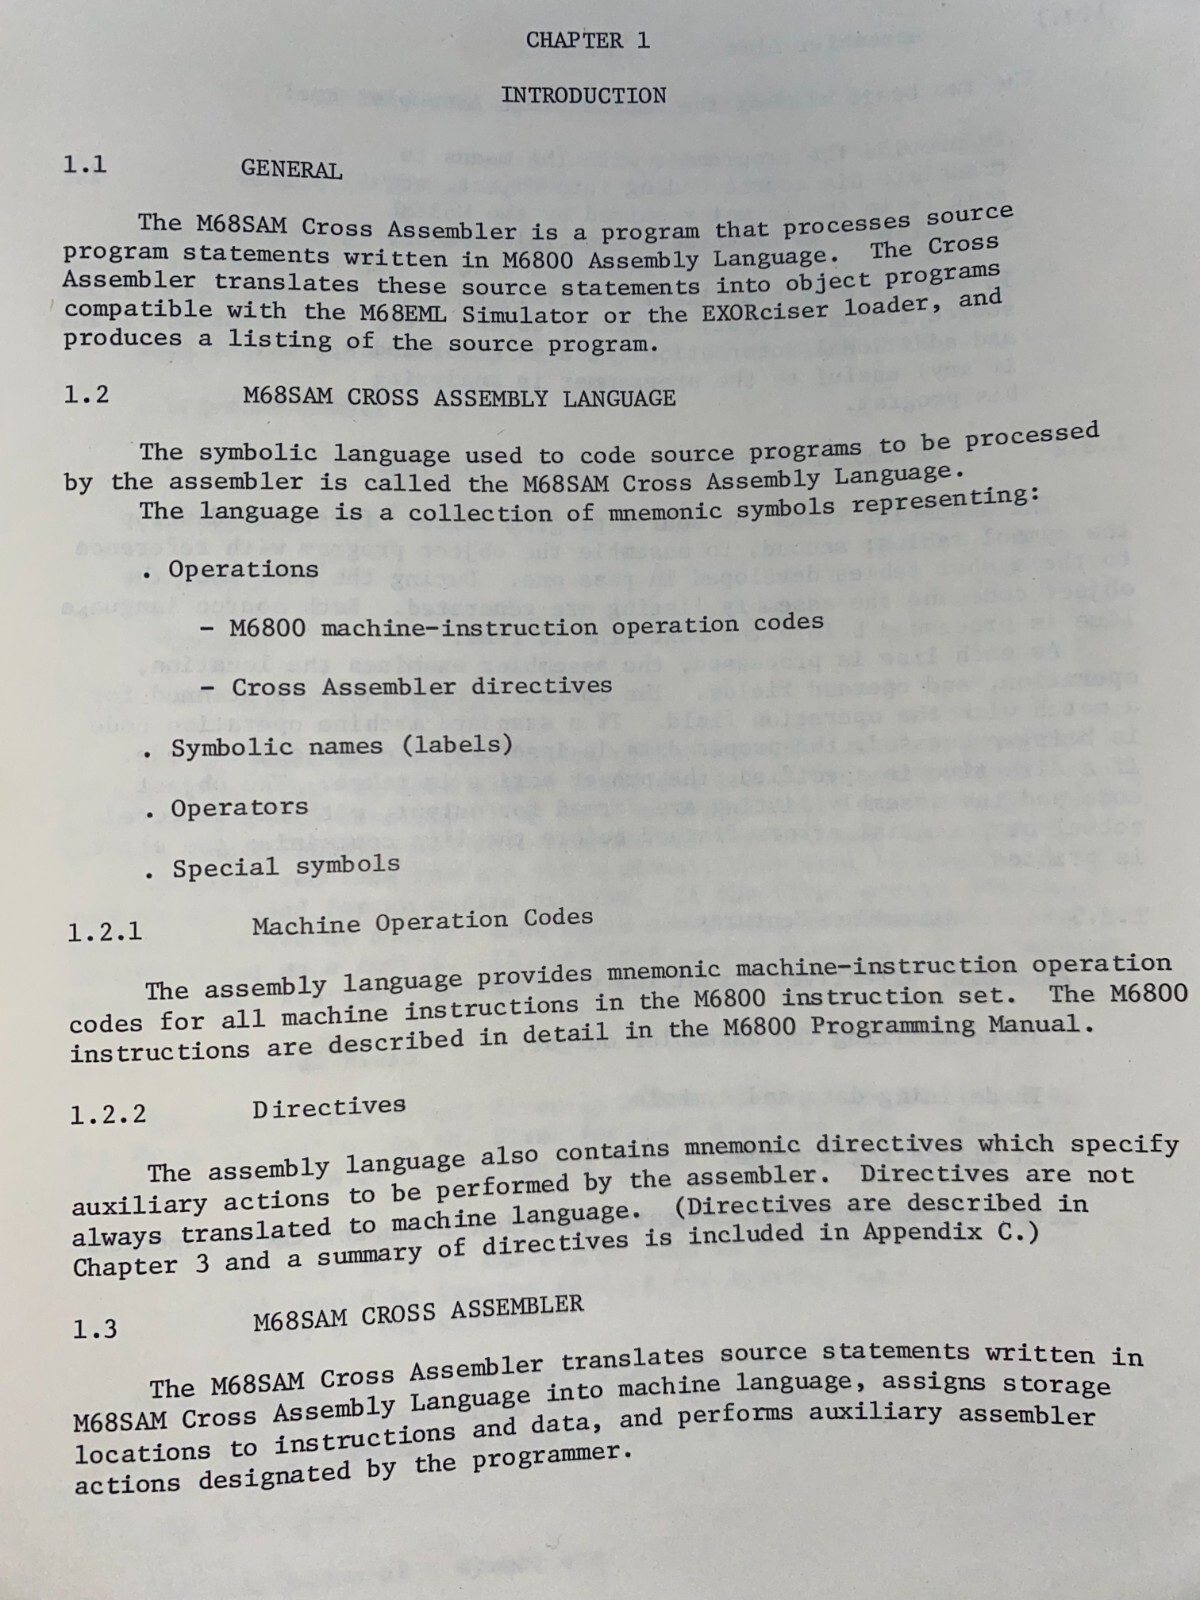 CHAPTER 1
INTRODUCTION
1.1 GENERAL
The M68SAM Cross Assembler is a program that processes source
program statements written in M6800 Assembly Language. The Cross
Assembler translates these source statements into object programs
compatible with the M68EML Simulator or the EXORciser loader, and
produces a listing of the source program.
1.2 M68SAM CROSS ASSEMBLY LANGUAGE
The symbolic language used to code source programs to be processed
by the assembler is called the M68SAM Cross Assembly Language.
The language is a collection of mnemonic symbols representing:
. Operations
- M6800 machine-instruction operation codes
- Cross Assembler directives
. Symbolic names (labels)
. Operators
. Special symbols
1.2.1 Machine Operation Codes
The assembly language provides mnemonic machine-instruction operation
codes for all machine instructions in the M6800 instruction set. The M6800
instructions are described in detail in the M6800 Programming Manual.
1.2.2 Directives
The assembly language also contains mnemonic directives which specify
auxiliary actions to be performed by the assembler. Directives are not
always translated to machine language. (Directives are described in
Chapter 3 and a summary of directives is included in Appendix C.)
1.3 M68SAM CROSS ASSEMBLER
The M68SAM Cross Assembler translates source statements written in
M68SAM Cross Assembly Language into machine language, assigns storage
locations to instructions and data, and performs auxiliary assembler
actions designated by the programmer.